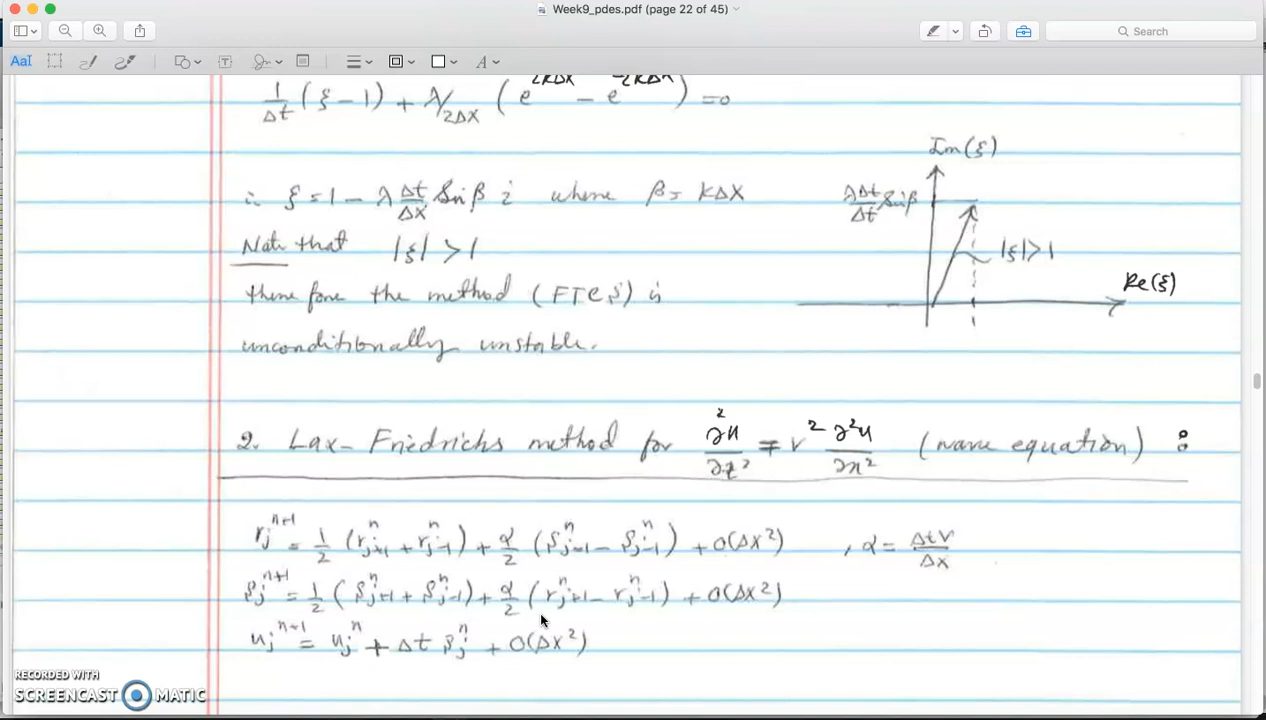 Week9_pdes.pdf (page 22 of 45)
Search
AaI
1/Δt (ξ - 1) + λ/2Δx (e^{ikΔx} - e^{-ikΔx}) = 0
∴ ξ = 1 - λ Δt/Δx Sinβ i where β = kΔx
Note that |ξ| > 1
therefore the method (FTCS) is
unconditionally unstable.
Im(ξ)
λΔt/Δt Sinβ
|ξ| > 1
Re(ξ)
2. Lax-Friedrichs method for ∂²u/∂t² = v² ∂²u/∂x² (wave equation) :
r_j^{n+1} = 1/2 (r_{j+1}^n + r_{j-1}^n) + α/2 (s_{j+1}^n - s_{j-1}^n) + O(Δx²) , α = Δt v/Δx
s_j^{n+1} = 1/2 (s_{j+1}^n + s_{j-1}^n) + α/2 (r_{j+1}^n - r_{j-1}^n) + O(Δx²)
u_j^{n+1} = u_j^n + Δt s_j^n + O(Δx²)
RECORDED WITH
SCREENCAST MATIC